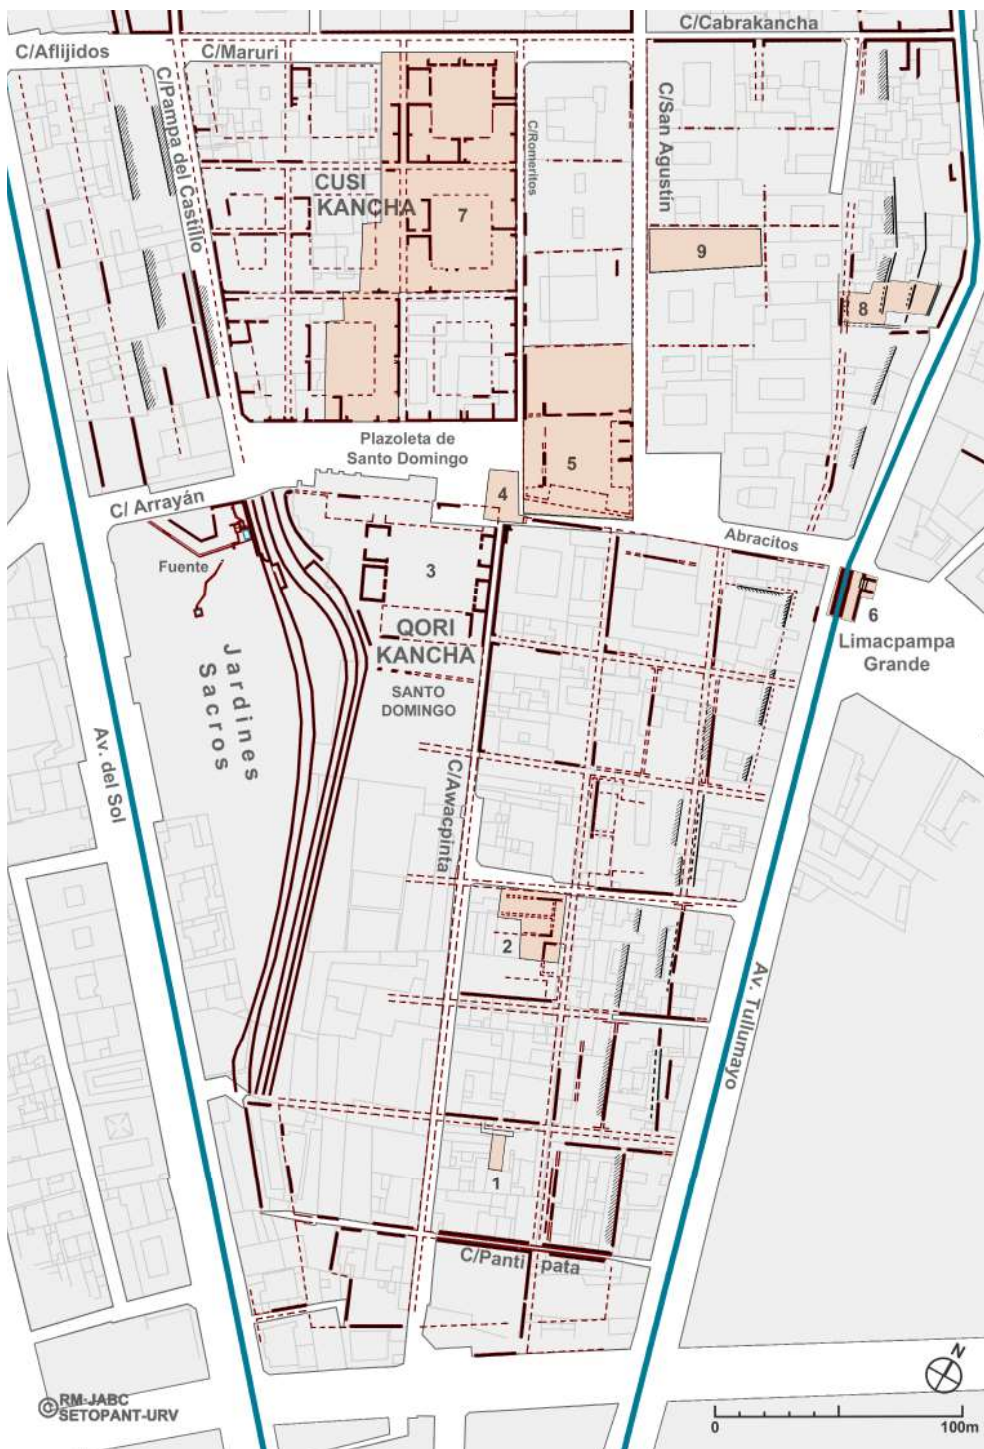 C/Cabrakancha
C/Aflijidos
C/Maruri
C/Pampa del Castillo
C/San Agustín
C/Romeritos
CUSI
KANCHA
7
9
8
Plazoleta de
Santo Domingo
5
4
C/ Arrayán
Abracitos
Fuente
3
6
QORI
KANCHA
Limacpampa
Grande
SANTO
DOMINGO
Jardines
Sacros
Av. del Sol
C/Awacpinta
2
Av. Tullumayo
1
C/Panti pata
N
© RM-JABC
SETOPANT-URV
0 100m